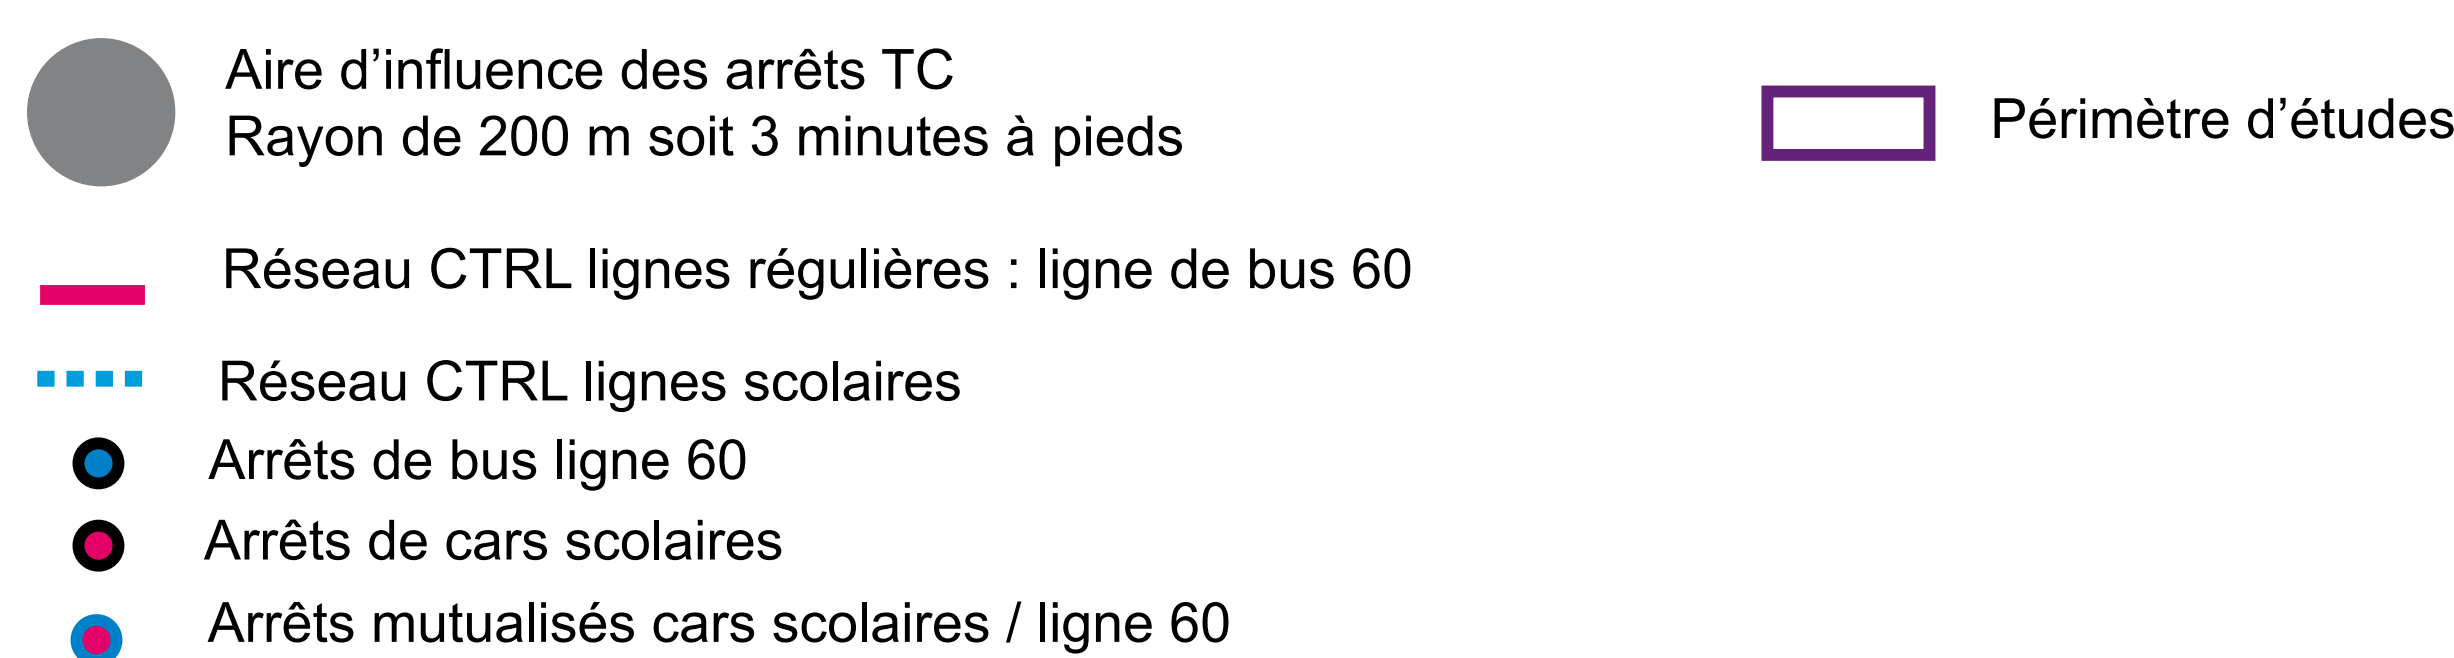 Aire d’influence des arrêts TC
Rayon de 200 m soit 3 minutes à pieds
Périmètre d’études
Réseau CTRL lignes régulières : ligne de bus 60
Réseau CTRL lignes scolaires
Arrêts de bus ligne 60
Arrêts de cars scolaires
Arrêts mutualisés cars scolaires / ligne 60